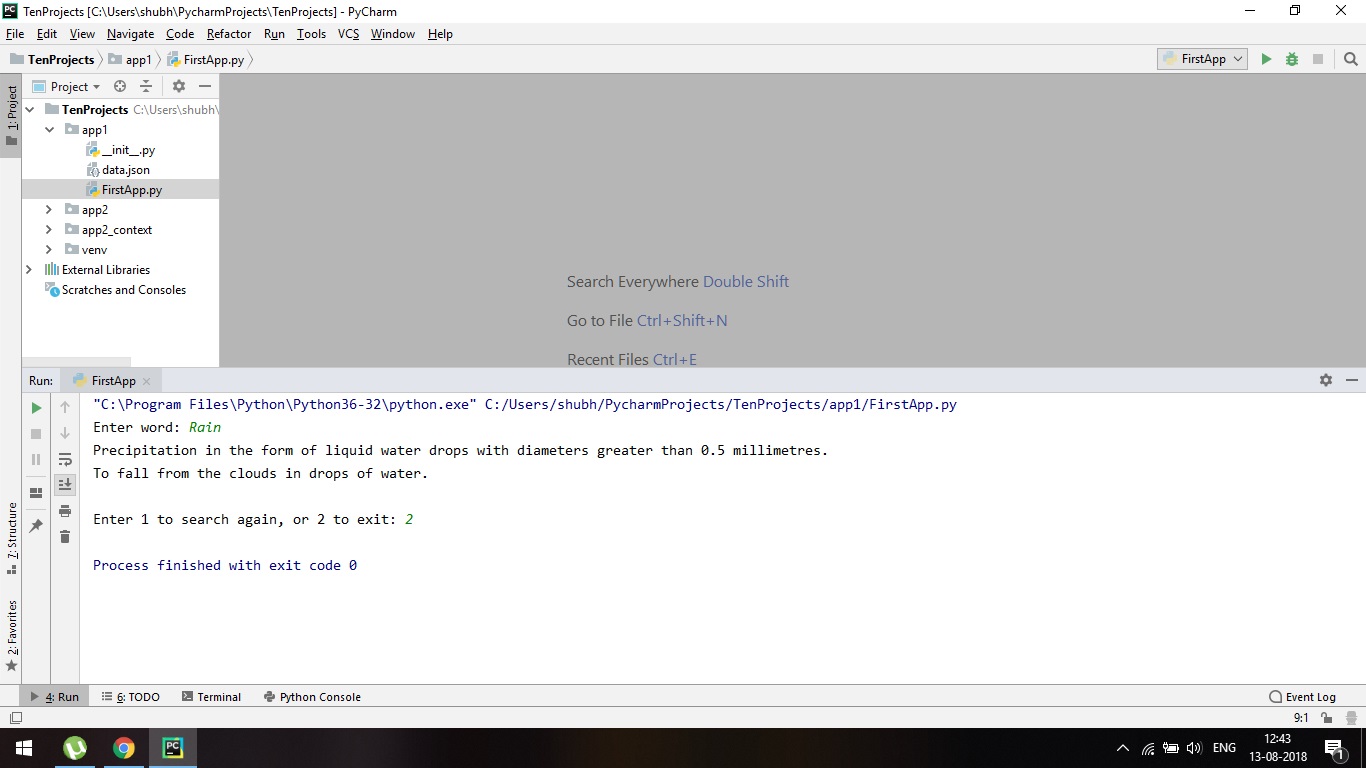 TenProjects [C:\Users\shubh\PycharmProjects\TenProjects] - PyCharm
File Edit View Navigate Code Refactor Run Tools VCS Window Help
TenProjects app1 FirstApp.py FirstApp
1: Project
Project
TenProjects C:\Users\shubh\
app1
__init__.py
data.json
FirstApp.py
app2
app2_context
venv
External Libraries
Scratches and Consoles
Search Everywhere Double Shift
Go to File Ctrl+Shift+N
Recent Files Ctrl+E
Run: FirstApp
"C:\Program Files\Python\Python36-32\python.exe" C:/Users/shubh/PycharmProjects/TenProjects/app1/FirstApp.py
Enter word: Rain
Precipitation in the form of liquid water drops with diameters greater than 0.5 millimetres.
To fall from the clouds in drops of water.
Enter 1 to search again, or 2 to exit: 2
Process finished with exit code 0
7: Structure
2: Favorites
4: Run 6: TODO Terminal Python Console Event Log
9:1
PC ENG 12:43
13-08-2018
1